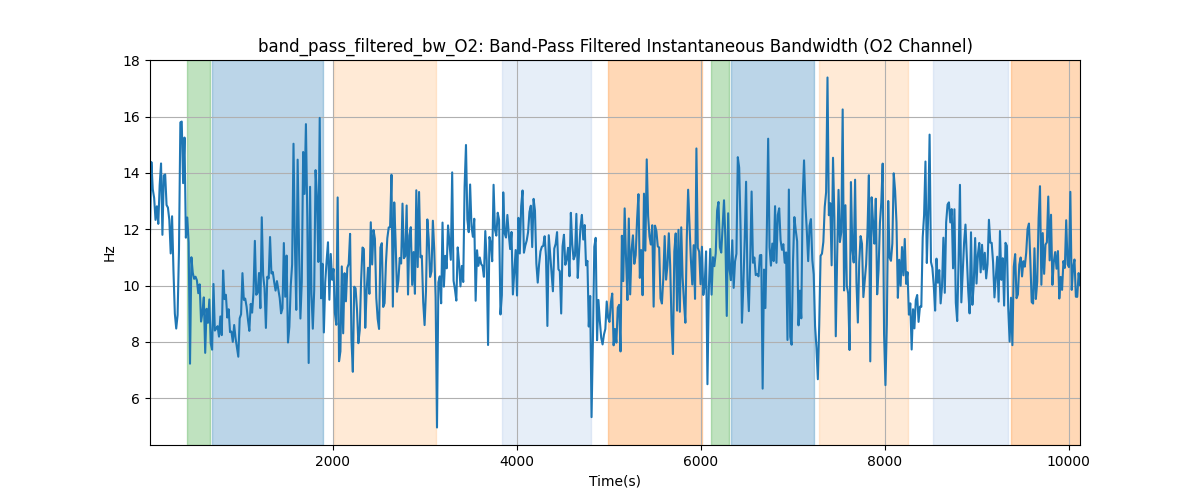 band_pass_filtered_bw_O2: Band-Pass Filtered Instantaneous Bandwidth (O2 Channel)
18
16
14
12
10
8
6
Hz
2000 4000 6000 8000 10000
Time(s)